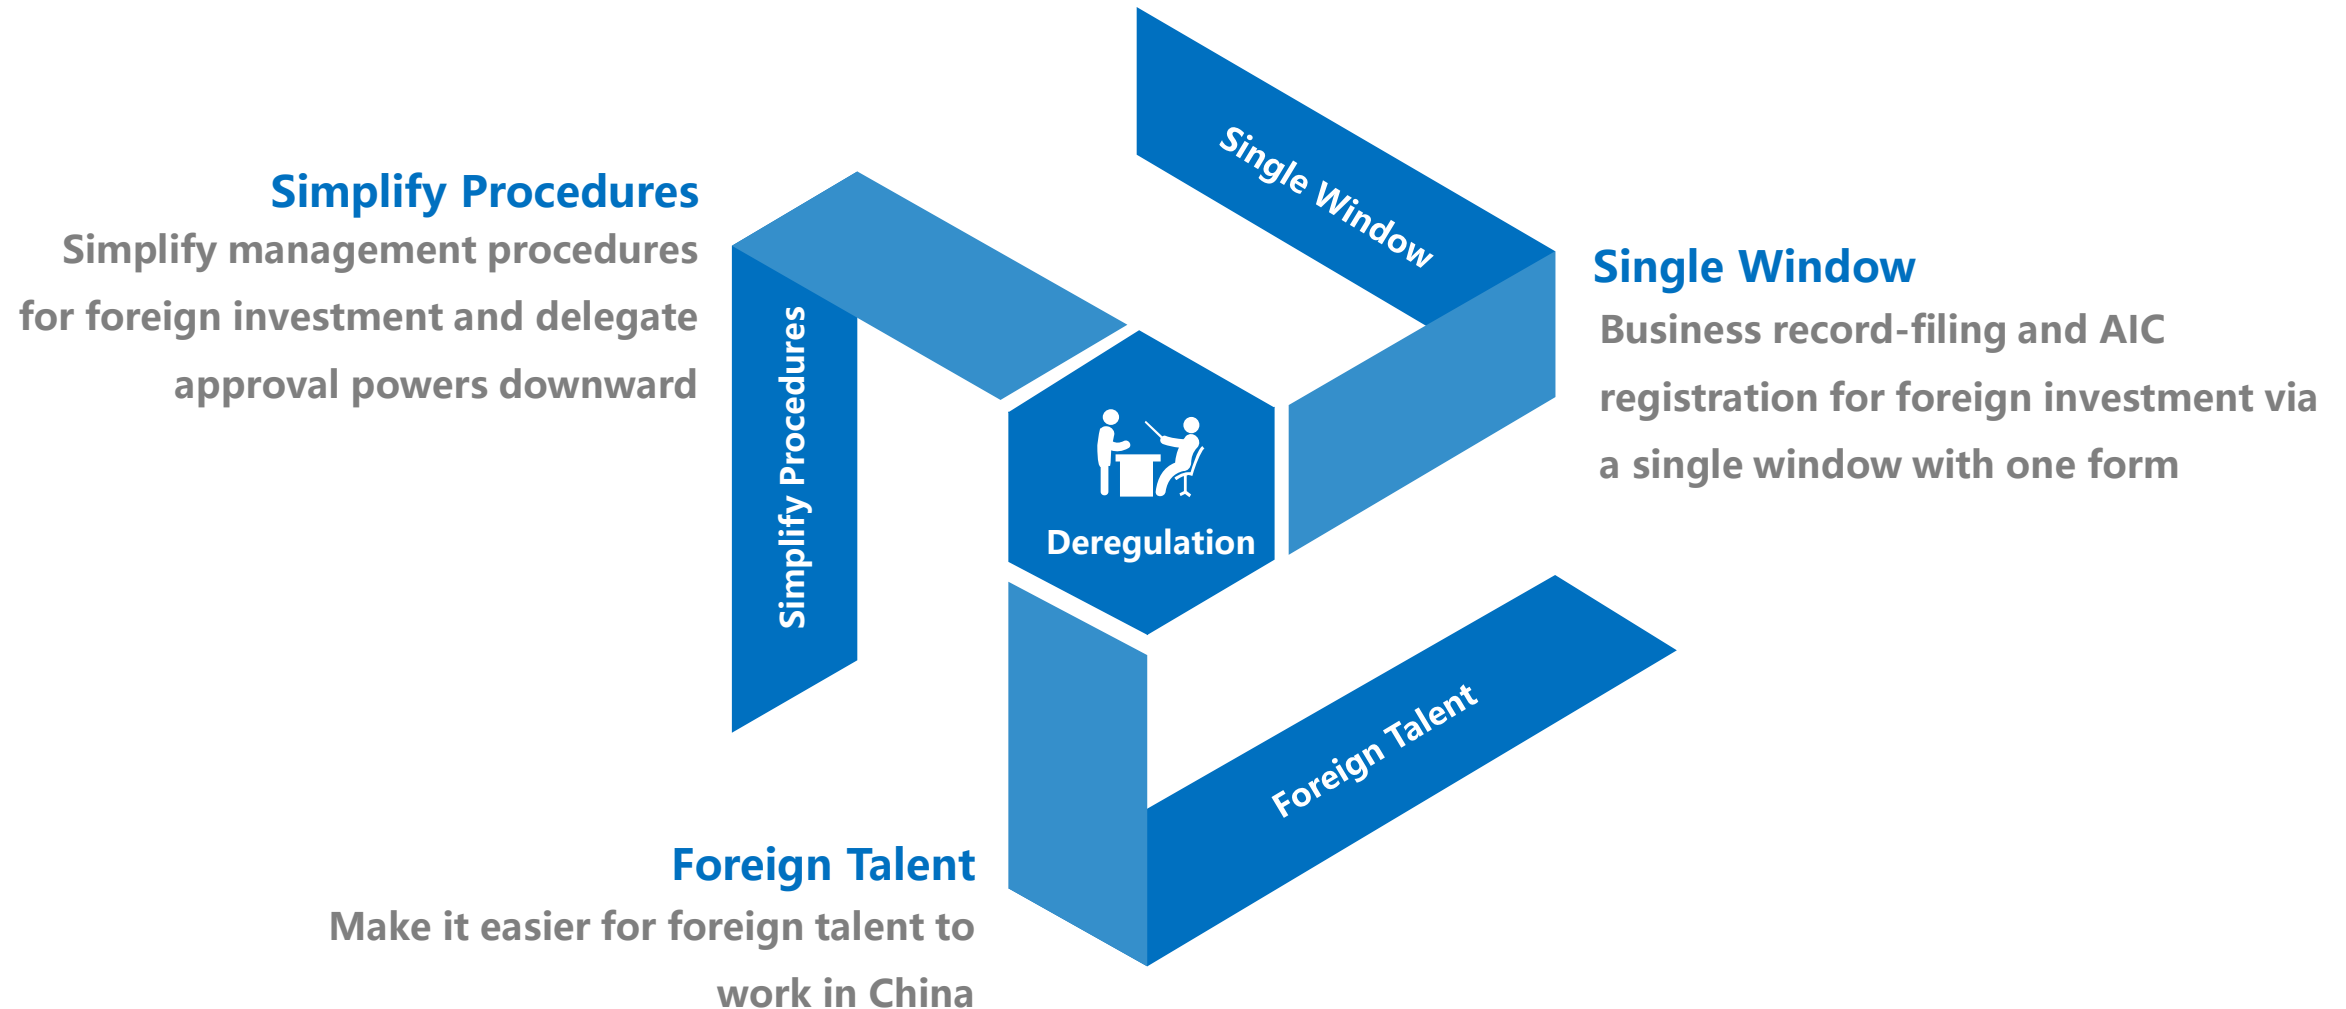 Simplify Procedures
Simplify management procedures
for foreign investment and delegate
approval powers downward
Simplify Procedures
Single Window
Single Window
Business record-filing and AIC
registration for foreign investment via
a single window with one form
Deregulation
Foreign Talent
Foreign Talent
Make it easier for foreign talent to
work in China